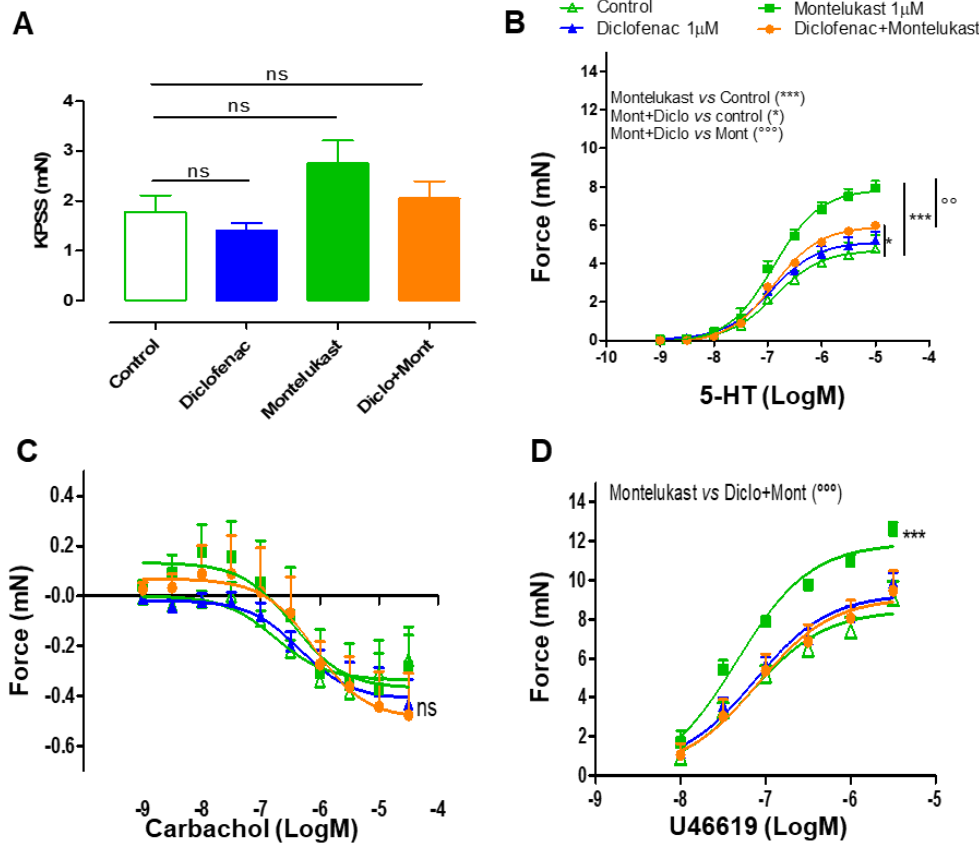 A
ns
ns
ns
KPSS (mN)
4
3
2
1
0
Control
Diclofenac
Montelukast
Diclo+Mont
B
Control
Montelukast 1µM
Diclofenac 1µM
Diclofenac+Montelukast
Montelukast vs Control (***)
Mont+Diclo vs control (*)
Mont+Diclo vs Mont (°°°)
Force (mN)
14
12
10
8
6
4
2
0
*
***
°°
-10 -9 -8 -7 -6 -5 -4
5-HT (LogM)
C
Force (mN)
0.4
0.2
-0.0
-0.2
-0.4
-0.6
ns
-9 -8 -7 -6 -5 -4
Carbachol (LogM)
D
Montelukast vs Diclo+Mont (ººº)
Force (mN)
14
12
10
8
6
4
2
0
***
-9 -8 -7 -6 -5
U46619 (LogM)